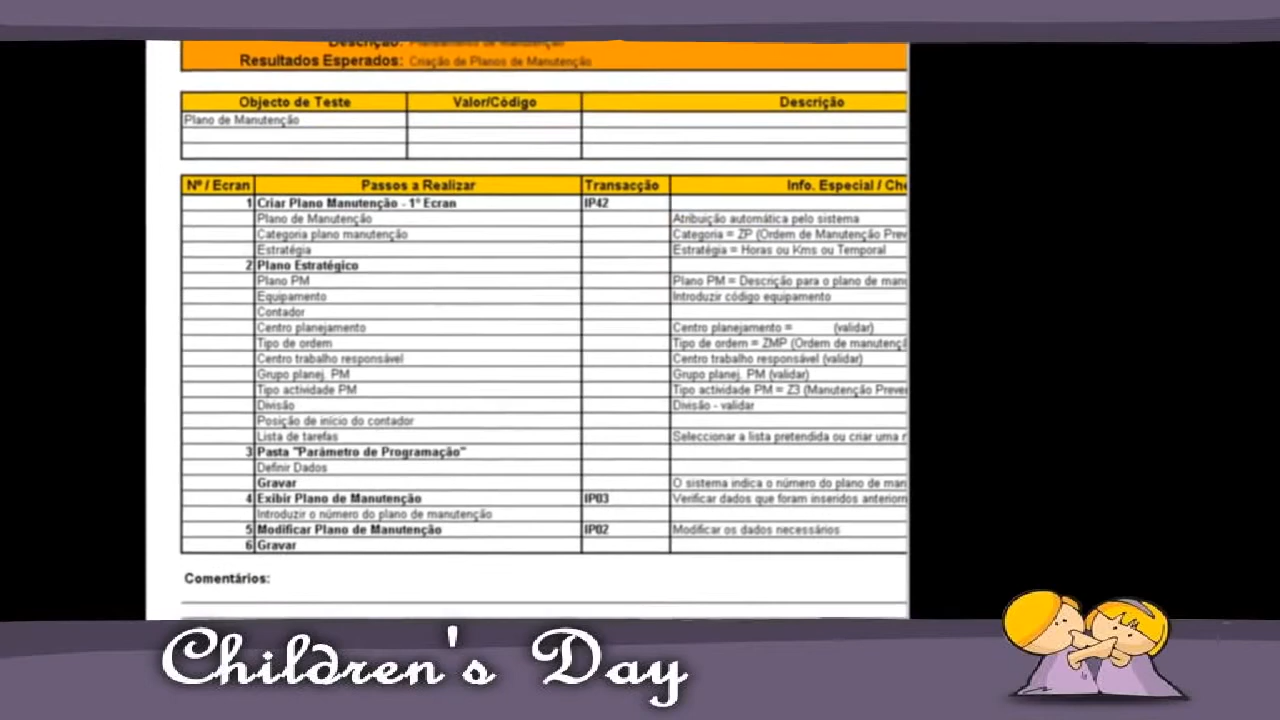 Descrição: Planeamento de Manutenção
Resultados Esperados: Criação de Planos de Manutenção
Objecto de Teste Valor/Código Descrição
Plano de Manutenção
Nº / Ecran Passos a Realizar Transacção Info. Especial / Che
1 Criar Plano Manutenção - 1º Ecran IP42
Plano de Manutenção Atribuição automática pelo sistema
Categoria plano manutenção Categoria = ZP (Ordem de Manutenção Prev
Estratégia Estratégia = Horas ou Kms ou Temporal
2 Plano Estratégico
Plano PM Plano PM = Descrição para o plano de man
Equipamento Introduzir código equipamento
Contador
Centro planejamento Centro planejamento = (validar)
Tipo de ordem Tipo de ordem = ZMP (Ordem de manutençã
Centro trabalho responsável Centro trabalho responsável (validar)
Grupo planej. PM Grupo planej. PM (validar)
Tipo actividade PM Tipo actividade PM = Z3 (Manutenção Preve
Divisão Divisão - validar
Posição de início do contador
Lista de tarefas Seleccionar a lista pretendida ou criar uma n
3 Pasta "Parâmetro de Programação"
Definir Dados
Gravar O sistema indica o número do plano de man
4 Exibir Plano de Manutenção IP03 Verificar dados que foram inseridos anteriorm
Introduzir o número do plano de manutenção
5 Modificar Plano de Manutenção IP02 Modificar os dados necessários
6 Gravar
Comentários:
Children's Day